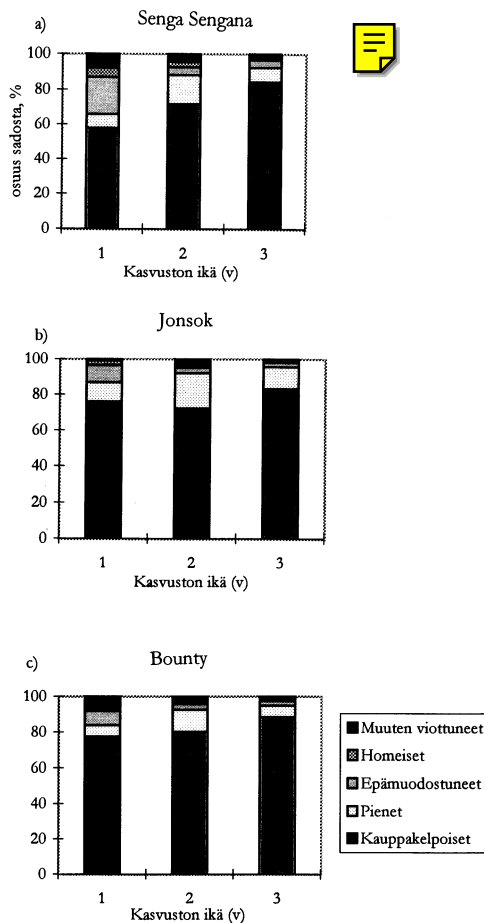 a)
Senga Sengana
osuus sadosta, %
100
80
60
40
20
0
1 2 3
Kasvuston ikä (v)
b)
Jonsok
100
80
60
40
20
0
1 2 3
Kasvuston ikä (v)
c)
Bounty
100
80
60
40
20
0
1 2 3
Kasvuston ikä (v)
Muuten viottuneet
Homeiset
Epämuodostuneet
Pienet
Kauppakelpoiset